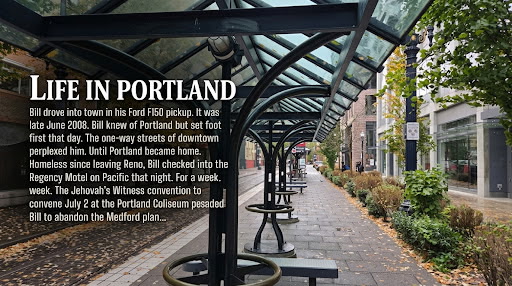 LIFE IN PORTLAND
Bill drove into town in his Ford F150 pickup. It was
late June 2008. Bill knew of Portland but set foot
first that day. The one-way streets of downtown
perplexed him. Until Portland became home.
Homeless since leaving Reno, Bill checked into the
Regency Motel on Pacific that night. For a week.
week. The Jehovah's Witness convention to
convene July 2 at the Portland Coliseum pesaded
Bill to abandon the Medford plan...